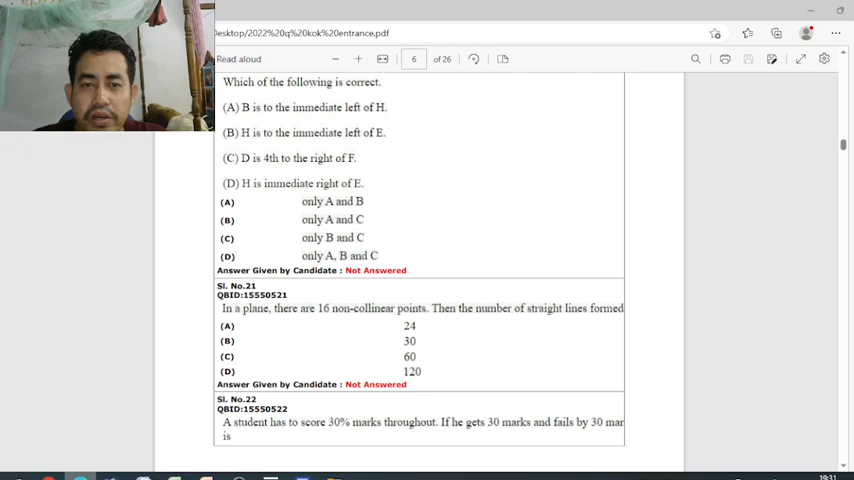 Desktop/2022%20q%20kok%20entrance.pdf
Read aloud
6 of 26
Which of the following is correct.
(A) B is to the immediate left of H.
(B) H is to the immediate left of E.
(C) D is 4th to the right of F.
(D) H is immediate right of E.
(A) only A and B
(B) only A and C
(C) only B and C
(D) only A, B and C
Answer Given by Candidate : Not Answered
Sl. No.21
QBID:15550521
In a plane, there are 16 non-collinear points. Then the number of straight lines formed
(A) 24
(B) 30
(C) 60
(D) 120
Answer Given by Candidate : Not Answered
Sl. No.22
QBID:15550522
A student has to score 30% marks throughout. If he gets 30 marks and fails by 30 mar
is
19:31